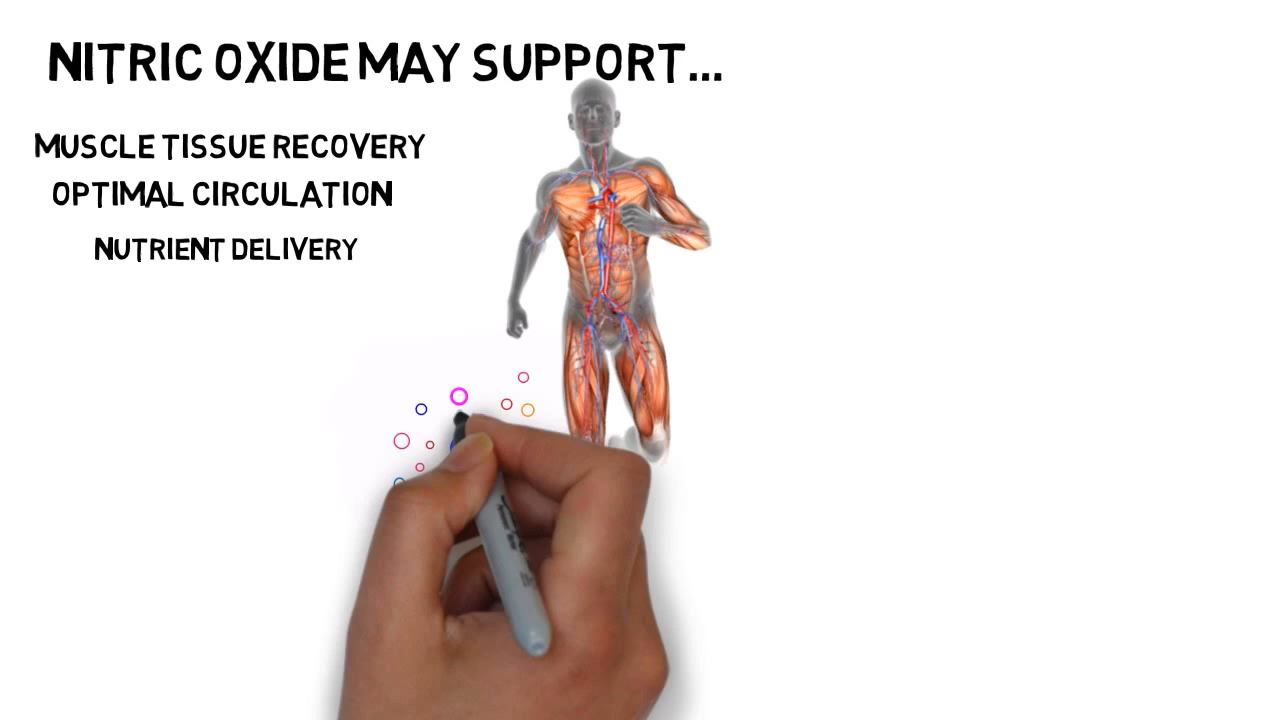 NITRIC OXIDE MAY SUPPORT...
MUSCLE TISSUE RECOVERY
OPTIMAL CIRCULATION
NUTRIENT DELIVERY